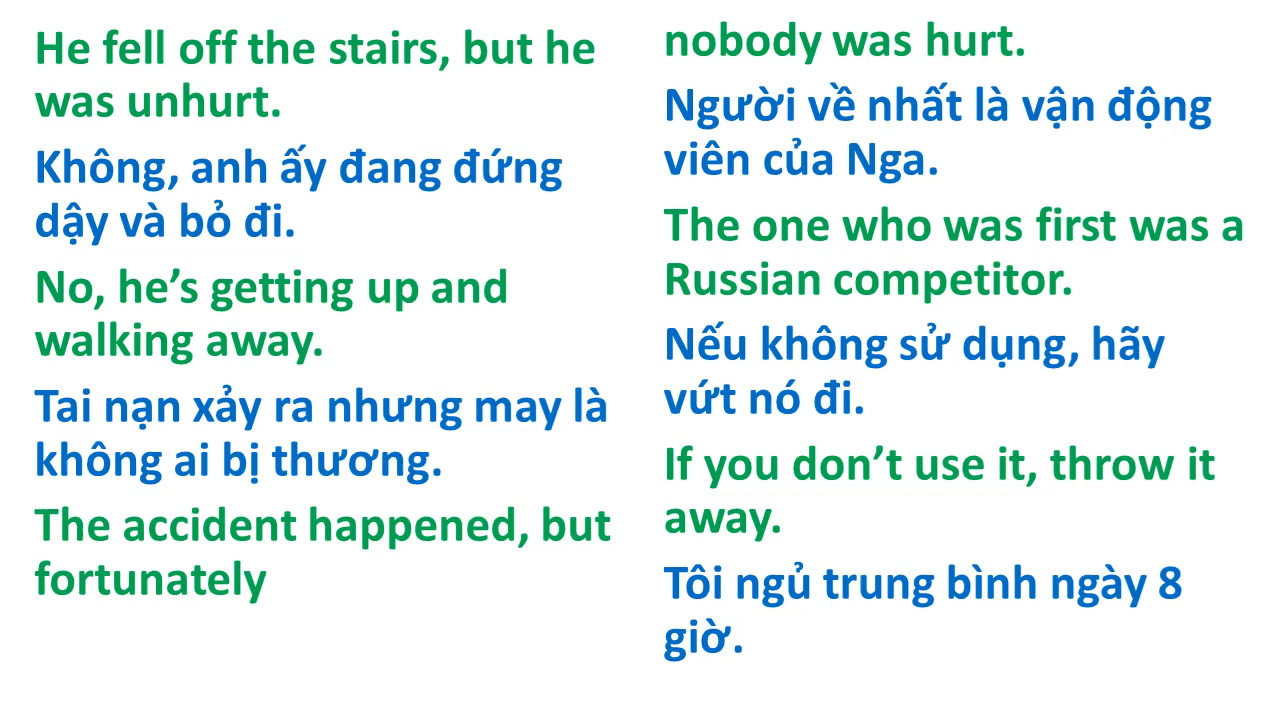 He fell off the stairs, but he
was unhurt.
Không, anh ấy đang đứng
dậy và bỏ đi.
No, he’s getting up and
walking away.
Tai nạn xảy ra nhưng may là
không ai bị thương.
The accident happened, but
fortunately
nobody was hurt.
Người về nhất là vận động
viên của Nga.
The one who was first was a
Russian competitor.
Nếu không sử dụng, hãy
vứt nó đi.
If you don’t use it, throw it
away.
Tôi ngủ trung bình ngày 8
giờ.